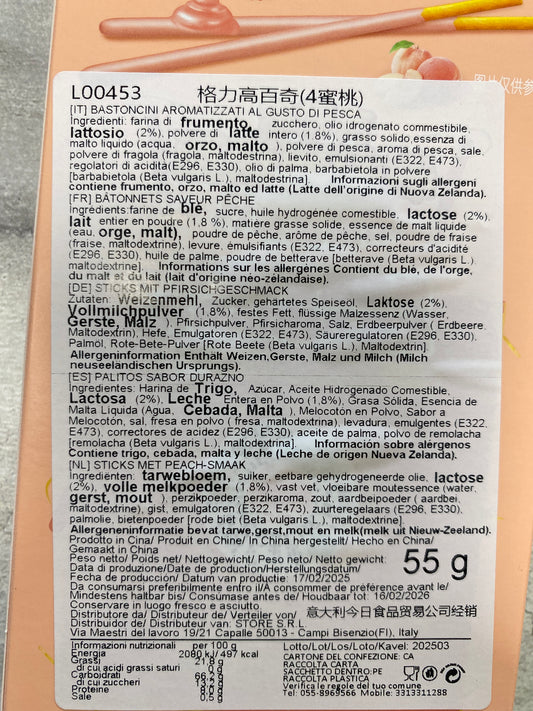 图片仅供参
L00453 格力高百奇(4蜜桃)
[IT] BASTONCINI AROMATIZZATI AL GUSTO DI PESCA
Ingredienti: farina di frumento, zucchero, olio idrogenato commestibile,
lattosio (2%), polvere di latte intero (1.8%), grasso solido,essenza di
malto liquido (acqua, orzo, malto ), polvere di pesca, aroma di pesca, sale,
polvere di fragola (fragola, maltodestrina), lievito, emulsionanti (E322, E473),
regolatori di acidità(E296, E330), olio di palma, barbabietola in polvere
[barbabietola (Beta vulgaris L.), maltodestrina]. Informazioni sugli allergeni
contiene frumento, orzo, malto ed latte (Latte dell'origine di Nuova Zelanda).
[FR] BÂTONNETS SAVEUR PÊCHE
Ingrédients:farine de blé, sucre, huile hydrogénée comestible, lactose (2%),
lait entier en poudre (1,8 %), matière grasse solide, essence de malt liquide
(eau, orge, malt), poudre de pêche, arôme de pêche, sel, poudre de fraise
(fraise, maltodextrine), levure, émulsifiants (E322, E473), correcteurs d'acidité
(E296, E330), huile de palme, poudre de betterave [betterave (Beta vulgaris L.)
maltodextrine]. Informations sur les allergènes Contient du blé, de l'orge,
du malt et du lait (lait d'origine néo-zélandaise).
[DE] STICKS MIT PFIRSICHGESCHMACK
Zutaten: Weizenmehl, Zucker, gehärtetes Speiseöl, Laktose (2%),
Vollmilchpulver (1,8%), festes Fett, flüssige Malzessenz (Wasser,
Gerste, Malz ), Pfirsichpulver, Pfirsicharoma, Salz, Erdbeerpulver ( Erdbeere,
Maltodextrin), Hefe, Emulgatoren (E322, E473), Säureregulatoren (E296, E330),
Palmöl, Rote-Bete-Pulver [Rote Beete (Beta vulgaris L.), Maltodextrin].
Allergeninformation Enthält Weizen,Gerste, Malz und Milch (Milch
neuseeländischen Ursprungs).
[ES] PALITOS SABOR DURAZNO
Ingredientes: Harina de Trigo, Azúcar, Aceite Hidrogenado Comestible,
Lactosa (2%), Leche Entera en Polvo (1,8%), Grasa Sólida, Esencia de
Malta Líquida (Agua, Cebada, Malta ), Melocotón en Polvo, Sabor a
Melocotón, sal, fresa en polvo ( fresa, maltodextrina), levadura, emulgentes (E322,
E473), correctores de acidez (E296, E330), aceite de palma, polvo de remolacha
[remolacha (Beta vulgaris L.), maltodextrina]. Información sobre alérgenos
Contiene trigo, cebada, malta y leche (Leche de origen Nueva Zelanda).
[NL] STICKS MET PEACH-SMAAK
Ingrediënten: tarwebloem, suiker, eetbare gehydrogeneerde olie, lactose
(2%), volle melkpoeder (1,8%), vast vet, vloeibare moutessence (water,
gerst, mout ), perzikpoeder, perzikaroma, zout, aardbeipoeder ( aardbei,
maltodextrine), gist, emulgatoren (E322, E473), zuurteregelaars (E296, E330),
palmolie, bietenpoeder [rode biet (Beta vulgaris L.), maltodextrine].
Allergeneninformatie bevat tarwe,gerst,mout en melk(melk uit Nieuw-Zeeland).
Prodotto in Cina/ Produit en Chine/ In China hergestellt/ Hecho en China/
Gemaakt in China
Peso netto/ Poids net/ Nettogewicht/ Peso neto/ Netto gewicht: 55 g
Data di produzione/Date de production/Herstellungsdatum/
Fecha de producción/ Datum van productie: 17/02/2025
Da consumarsi preferibilmente entro il/À consommer de préférence avant le/
Mindestens haltbar bis/ Consumase antes de/ Houdbaar tot: 16/02/2026
Conservare in luogo fresco e asciutto.
Distributore da/ Distributeur de/ Verteiler von/ 意大利今日食品贸易公司经销
Distribuidor de/ Distributeur van: STORE S.R.L
Via Maestri del lavoro 19/21 Capalle 50013 - Campi Bisenzio(FI), Italy
Informazioni nutrizionali per 100 g
Energia 2080 kJ/ 497 kcal
Grassi 21,8 g
di cui acidi grassi saturi 0g
Carboidrati 66,2 g
di cui zuccheri 13,2 g
Proteine 8,0 g
Sale 0,5 g
Lotto/Lot/Los/Loto/Kavel: 202503
CARTONE DEL CONFEZIONE: CA
RACCOLTA CARTA
SACCHETTO DENTRO:PE
RACCOLTA PLASTICA
Verifica le regole del tuo comune
Tel: 055-8969566 Mobile: 3313311288